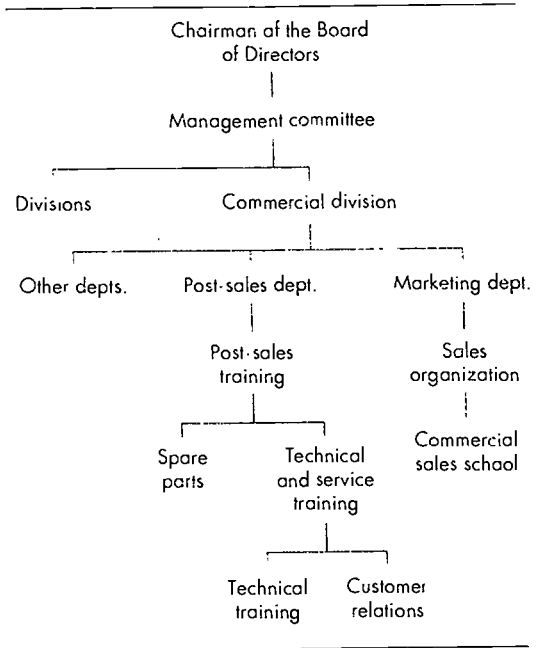 Chairman of the Board
of Directors
Management committee
Divisions Commercial division
Other depts. Post-sales dept. Marketing dept.
Post-sales
training
Sales
organization
Spare
parts
Technical
and service
training
Commercial
sales school
Technical
training
Customer
relations